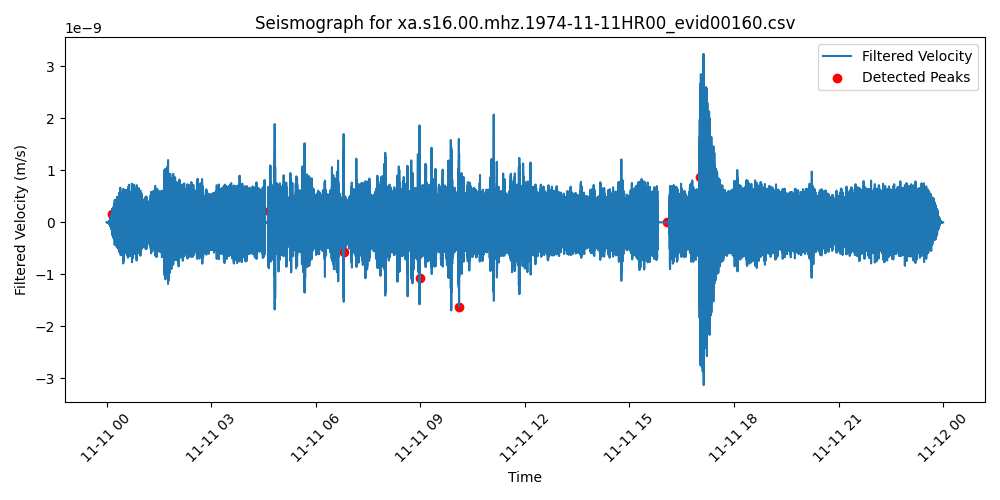 Seismograph for xa.s16.00.mhz.1974-11-11HR00_evid00160.csv
1e−9
Filtered Velocity
Detected Peaks
Filtered Velocity (m/s)
3
2
1
0
−1
−2
−3
11-11 00
11-11 03
11-11 06
11-11 09
11-11 12
11-11 15
11-11 18
11-11 21
11-12 00
Time